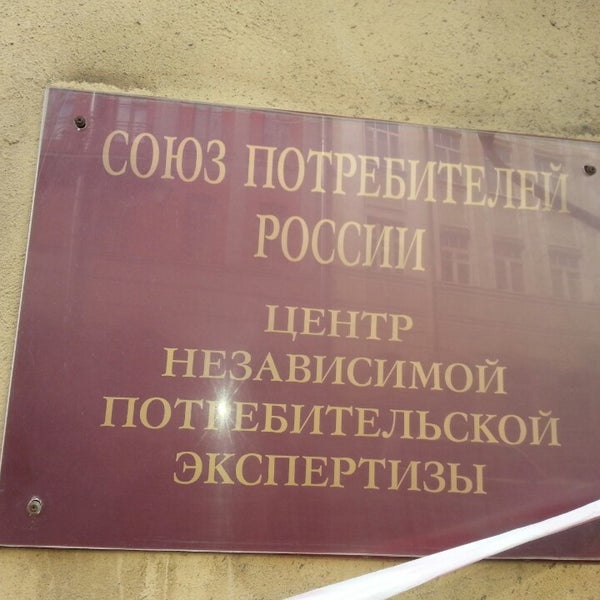 СОЮЗ ПОТРЕБИТЕЛЕЙ
РОССИИ
ЦЕНТР
НЕЗАВИСИМОЙ
ПОТРЕБИТЕЛЬСКОЙ
ЭКСПЕРТИЗЫ